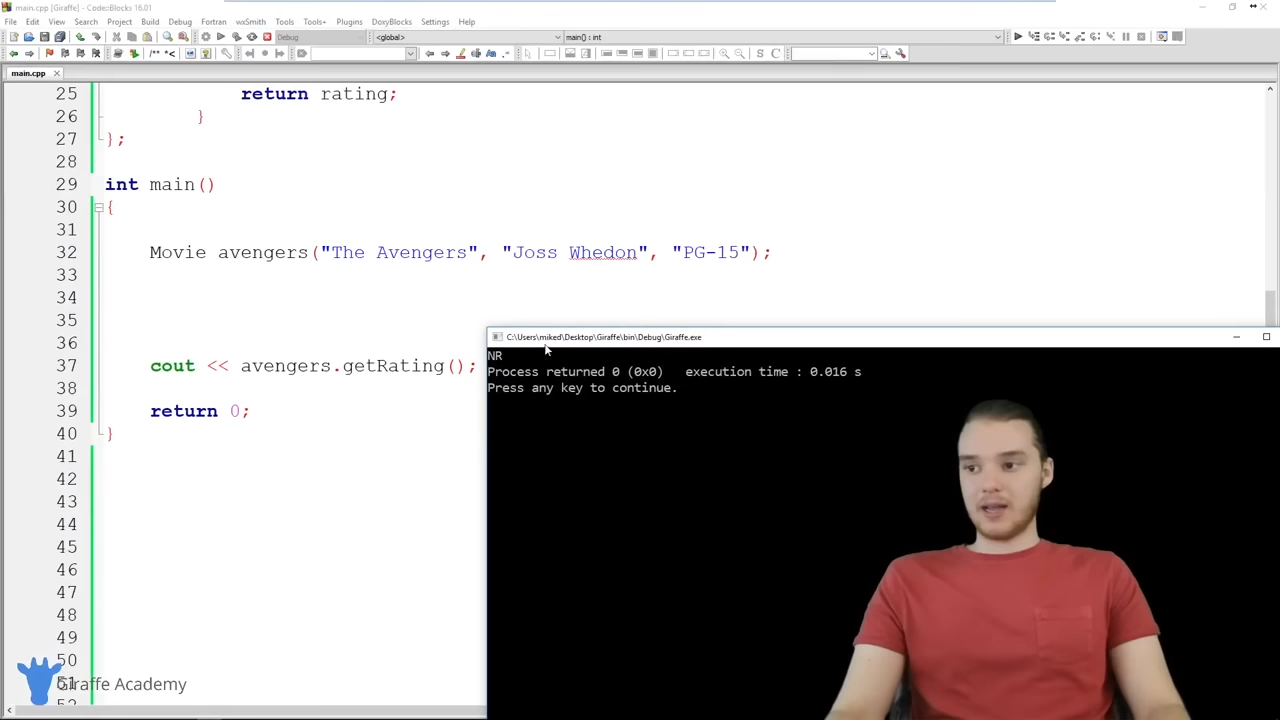 main.cpp [Giraffe] - Code::Blocks 16.01
File Edit View Search Project Build Debug Fortran wxSmith Tools Tools+ Plugins DoxyBlocks Settings Help
Debug <global> main() : int
/** *< S C
main.cpp
25 return rating;
26 }
27 };
28
29 int main()
30 {
31
32 Movie avengers("The Avengers", "Joss Whedon", "PG-15");
33
34
35
36
37 cout << avengers.getRating();
38
39 return 0;
40 }
41
42
43
44
45
46
47
48
49
50
51
52
C:\Users\miked\Desktop\Giraffe\bin\Debug\Giraffe.exe
NR
Process returned 0 (0x0) execution time : 0.016 s
Press any key to continue.
Giraffe Academy